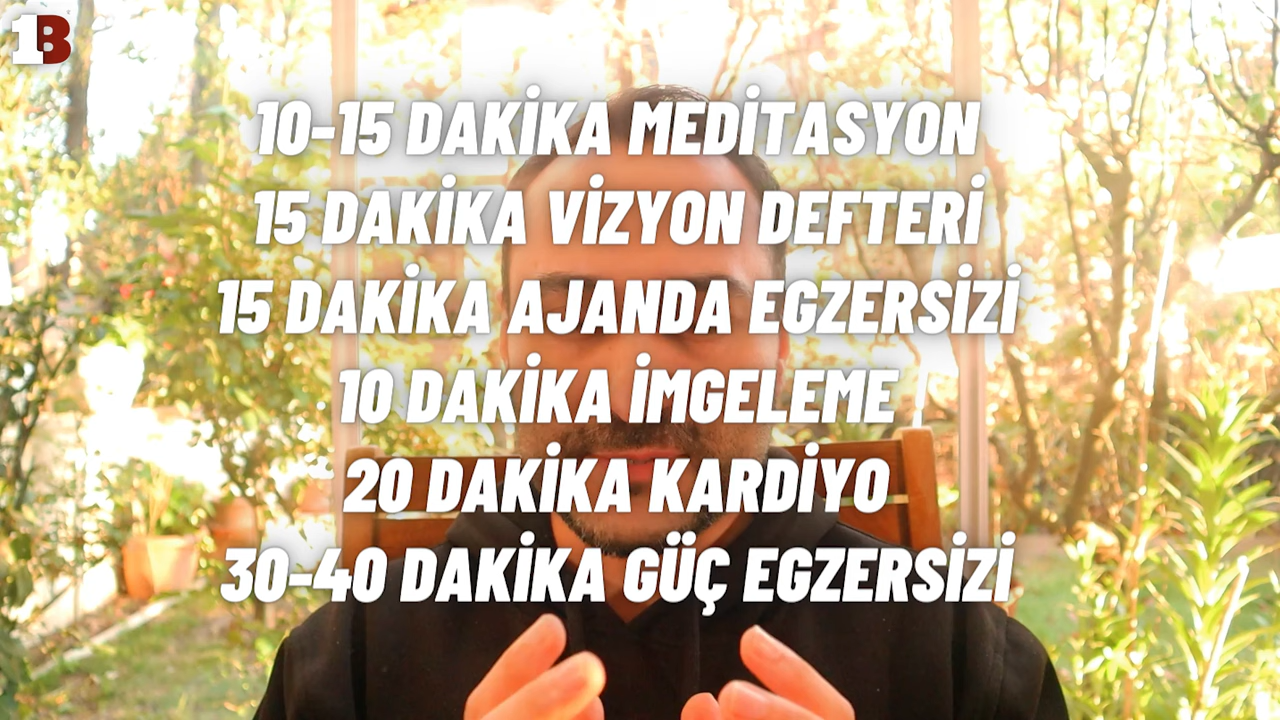 1B
10-15 DAKİKA MEDİTASYON
15 DAKİKA VİZYON DEFTERİ
15 DAKİKA AJANDA EGZERSİZİ
10 DAKİKA İMGELEME
20 DAKİKA KARDİYO
30-40 DAKİKA GÜÇ EGZERSİZİ